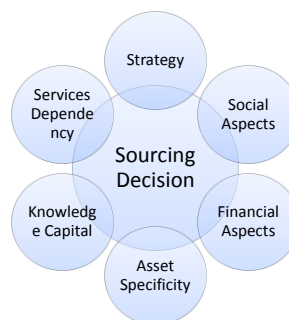 Strategy
Services
Depende
ncy
Social
Aspects
Sourcing
Decision
Knowledg
e Capital
Financial
Aspects
Asset
Specificity